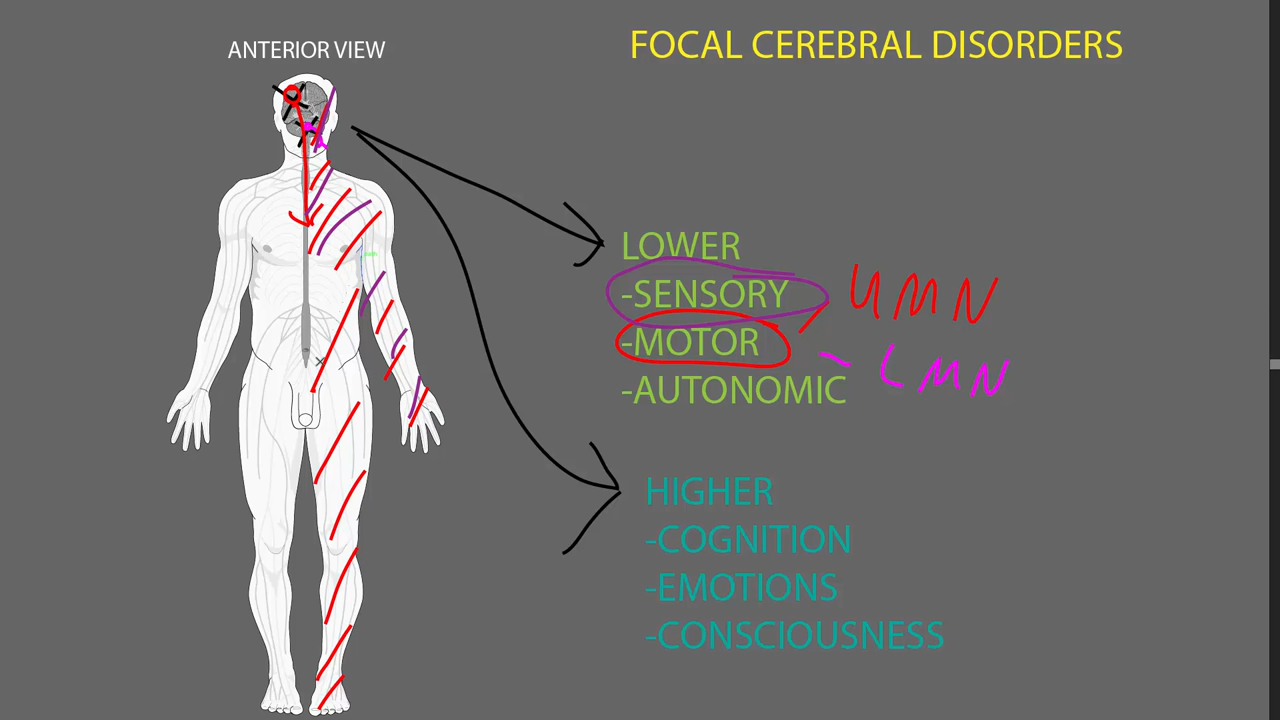 ANTERIOR VIEW
FOCAL CEREBRAL DISORDERS
LOWER
-SENSORY
-MOTOR
-AUTONOMIC
UMN
LMN
HIGHER
-COGNITION
-EMOTIONS
-CONSCIOUSNESS